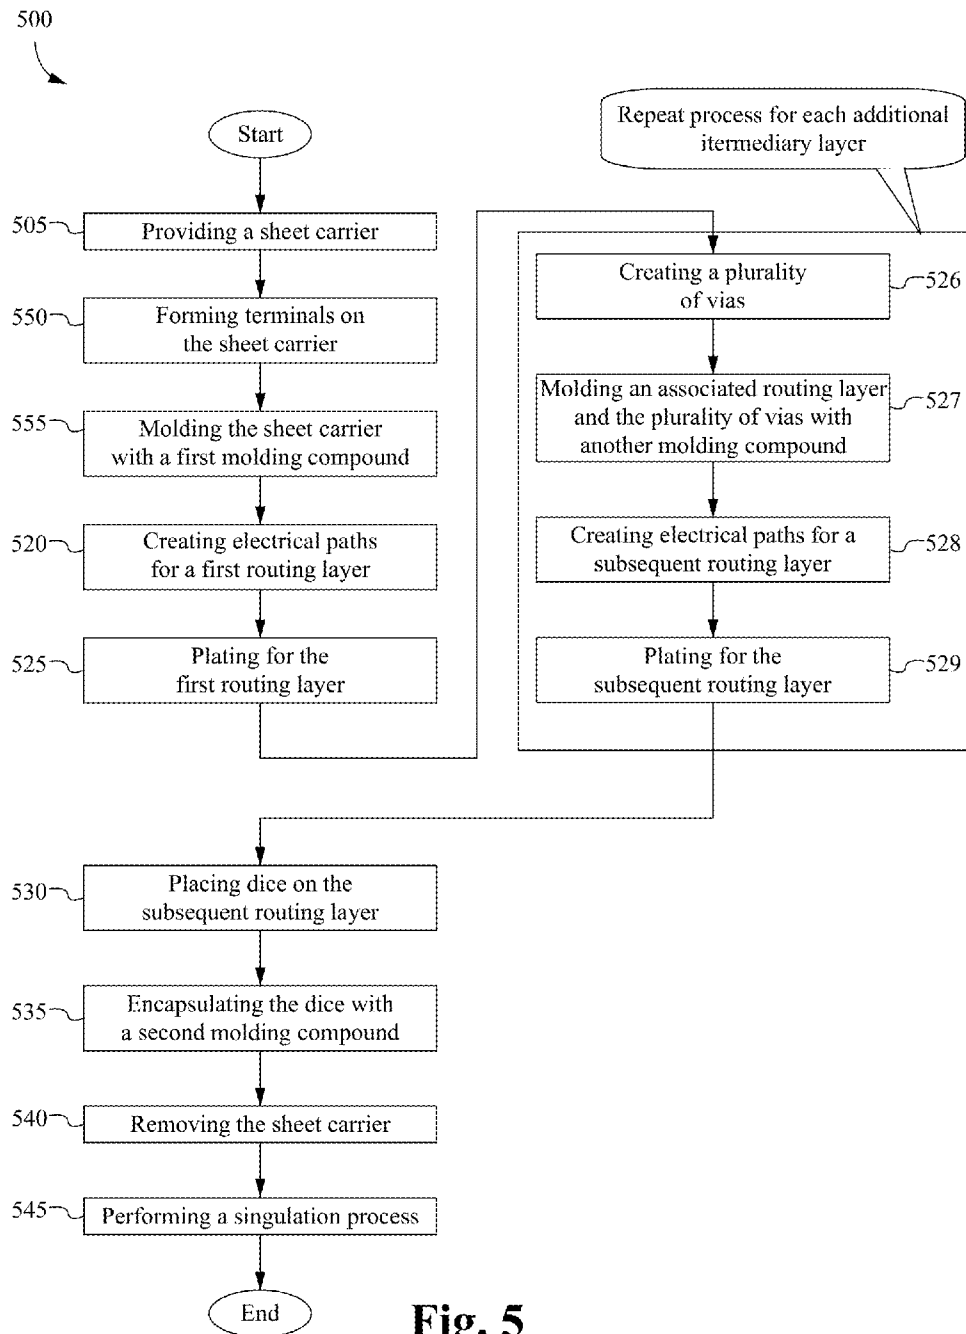 500
Start
505
Providing a sheet carrier
550
Forming terminals on
the sheet carrier
555
Molding the sheet carrier
with a first molding compound
520
Creating electrical paths
for a first routing layer
525
Plating for the
first routing layer
Repeat process for each additional
itermediary layer
Creating a plurality
of vias
526
Molding an associated routing layer
and the plurality of vias with
another molding compound
527
Creating electrical paths for a
subsequent routing layer
528
Plating for the
subsequent routing layer
529
530
Placing dice on the
subsequent routing layer
535
Encapsulating the dice with
a second molding compound
540
Removing the sheet carrier
545
Performing a singulation process
End
Fig. 5